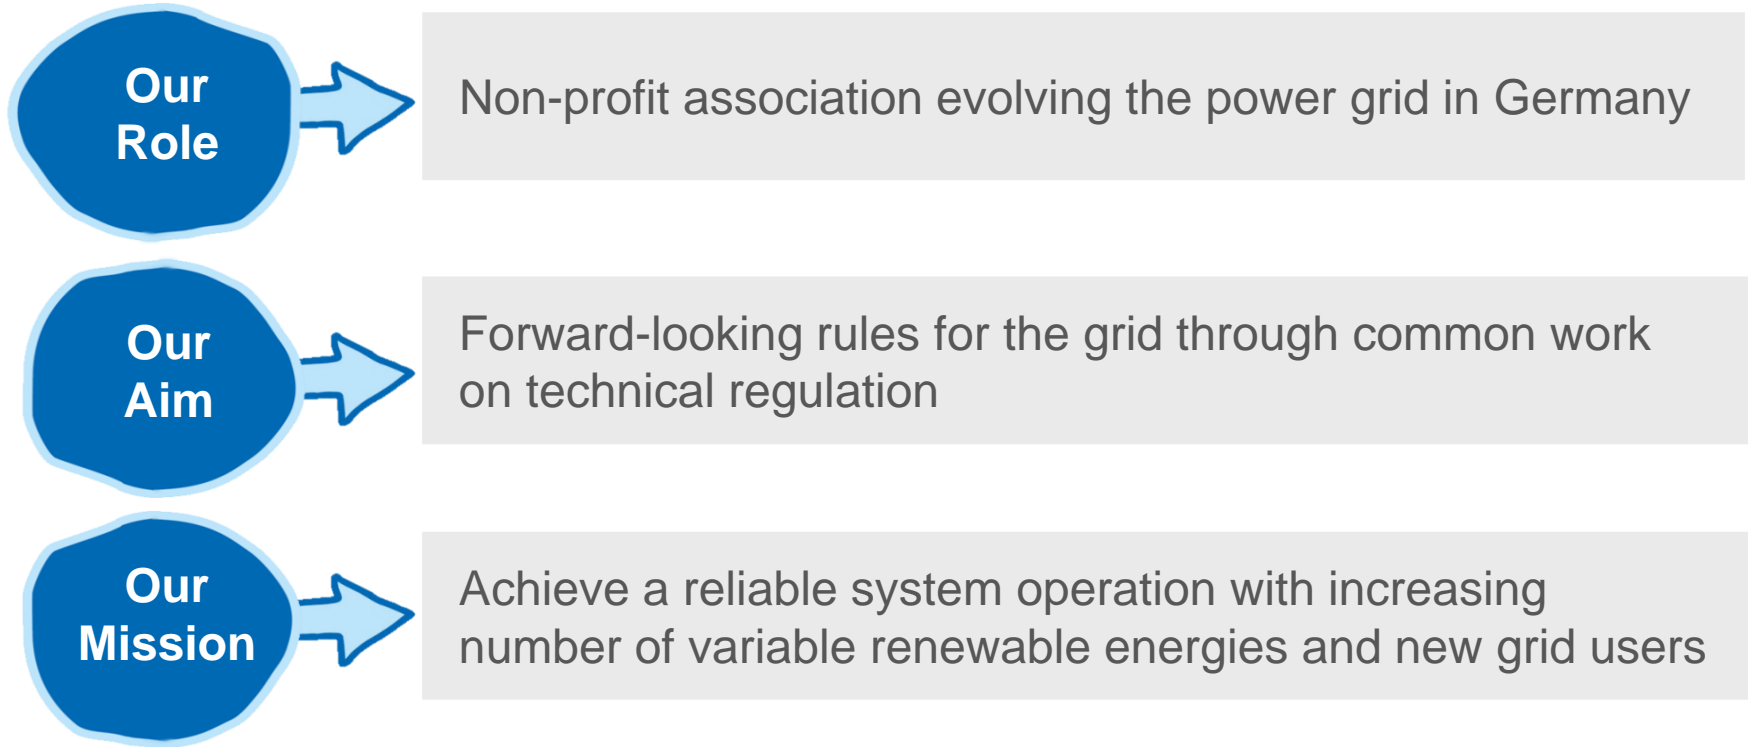 Our
Role
Non-profit association evolving the power grid in Germany
Our
Aim
Forward-looking rules for the grid through common work
on technical regulation
Our
Mission
Achieve a reliable system operation with increasing
number of variable renewable energies and new grid users